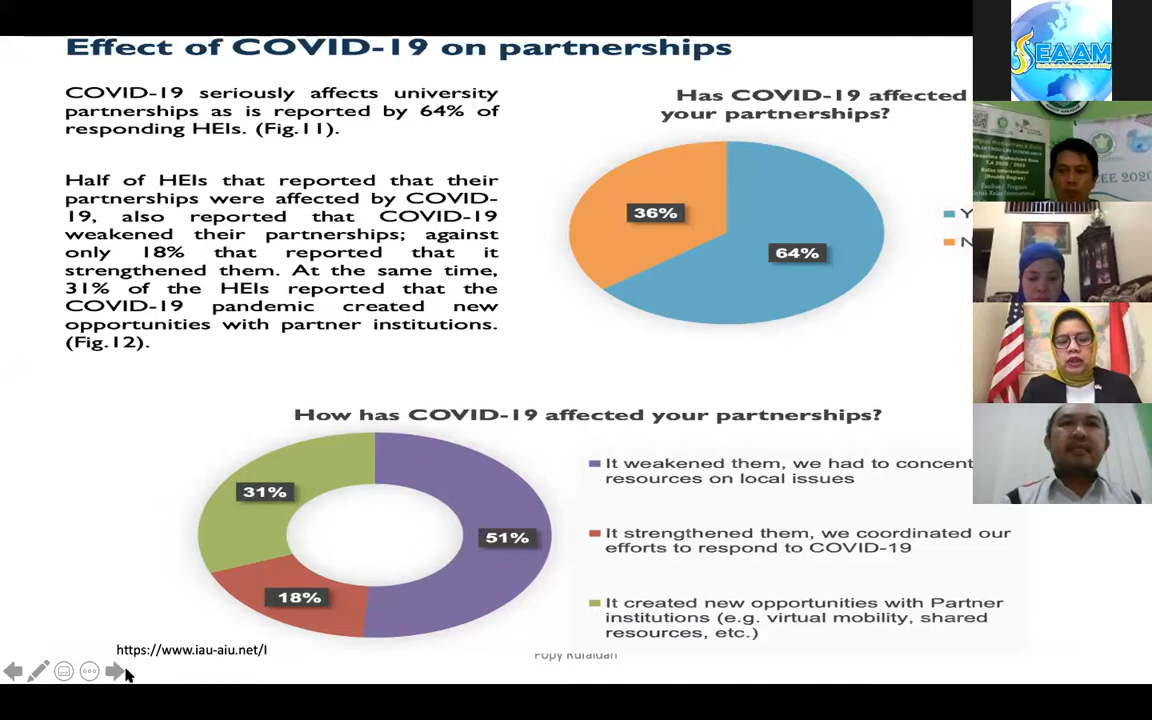 Effect of COVID-19 on partnerships
COVID-19 seriously affects university
partnerships as is reported by 64% of
responding HEIs. (Fig.11).
Half of HEIs that reported that their
partnerships were affected by COVID-
19, also reported that COVID-19
weakened their partnerships; against
only 18% that reported that it
strengthened them. At the same time,
31% of the HEIs reported that the
COVID-19 pandemic created new
opportunities with partner institutions.
(Fig.12).
Has COVID-19 affected
your partnerships?
36%
64%
Y
N
How has COVID-19 affected your partnerships?
31%
51%
18%
It weakened them, we had to concent
resources on local issues
It strengthened them, we coordinated our
efforts to respond to COVID-19
It created new opportunities with Partner
institutions (e.g. virtual mobility, shared
resources, etc.)
https://www.iau-aiu.net/I
Popy Rufaidah
SEAAM